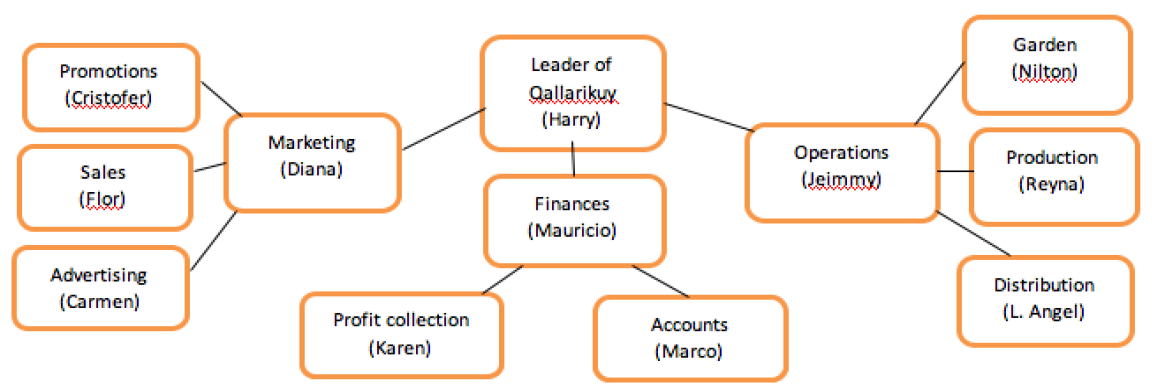 Promotions
(Cristofer)
Sales
(Flor)
Advertising
(Carmen)
Marketing
(Diana)
Leader of
Qallarikuy
(Harry)
Finances
(Mauricio)
Profit collection
(Karen)
Accounts
(Marco)
Operations
(Jeimmy)
Garden
(Nilton)
Production
(Reyna)
Distribution
(L. Angel)